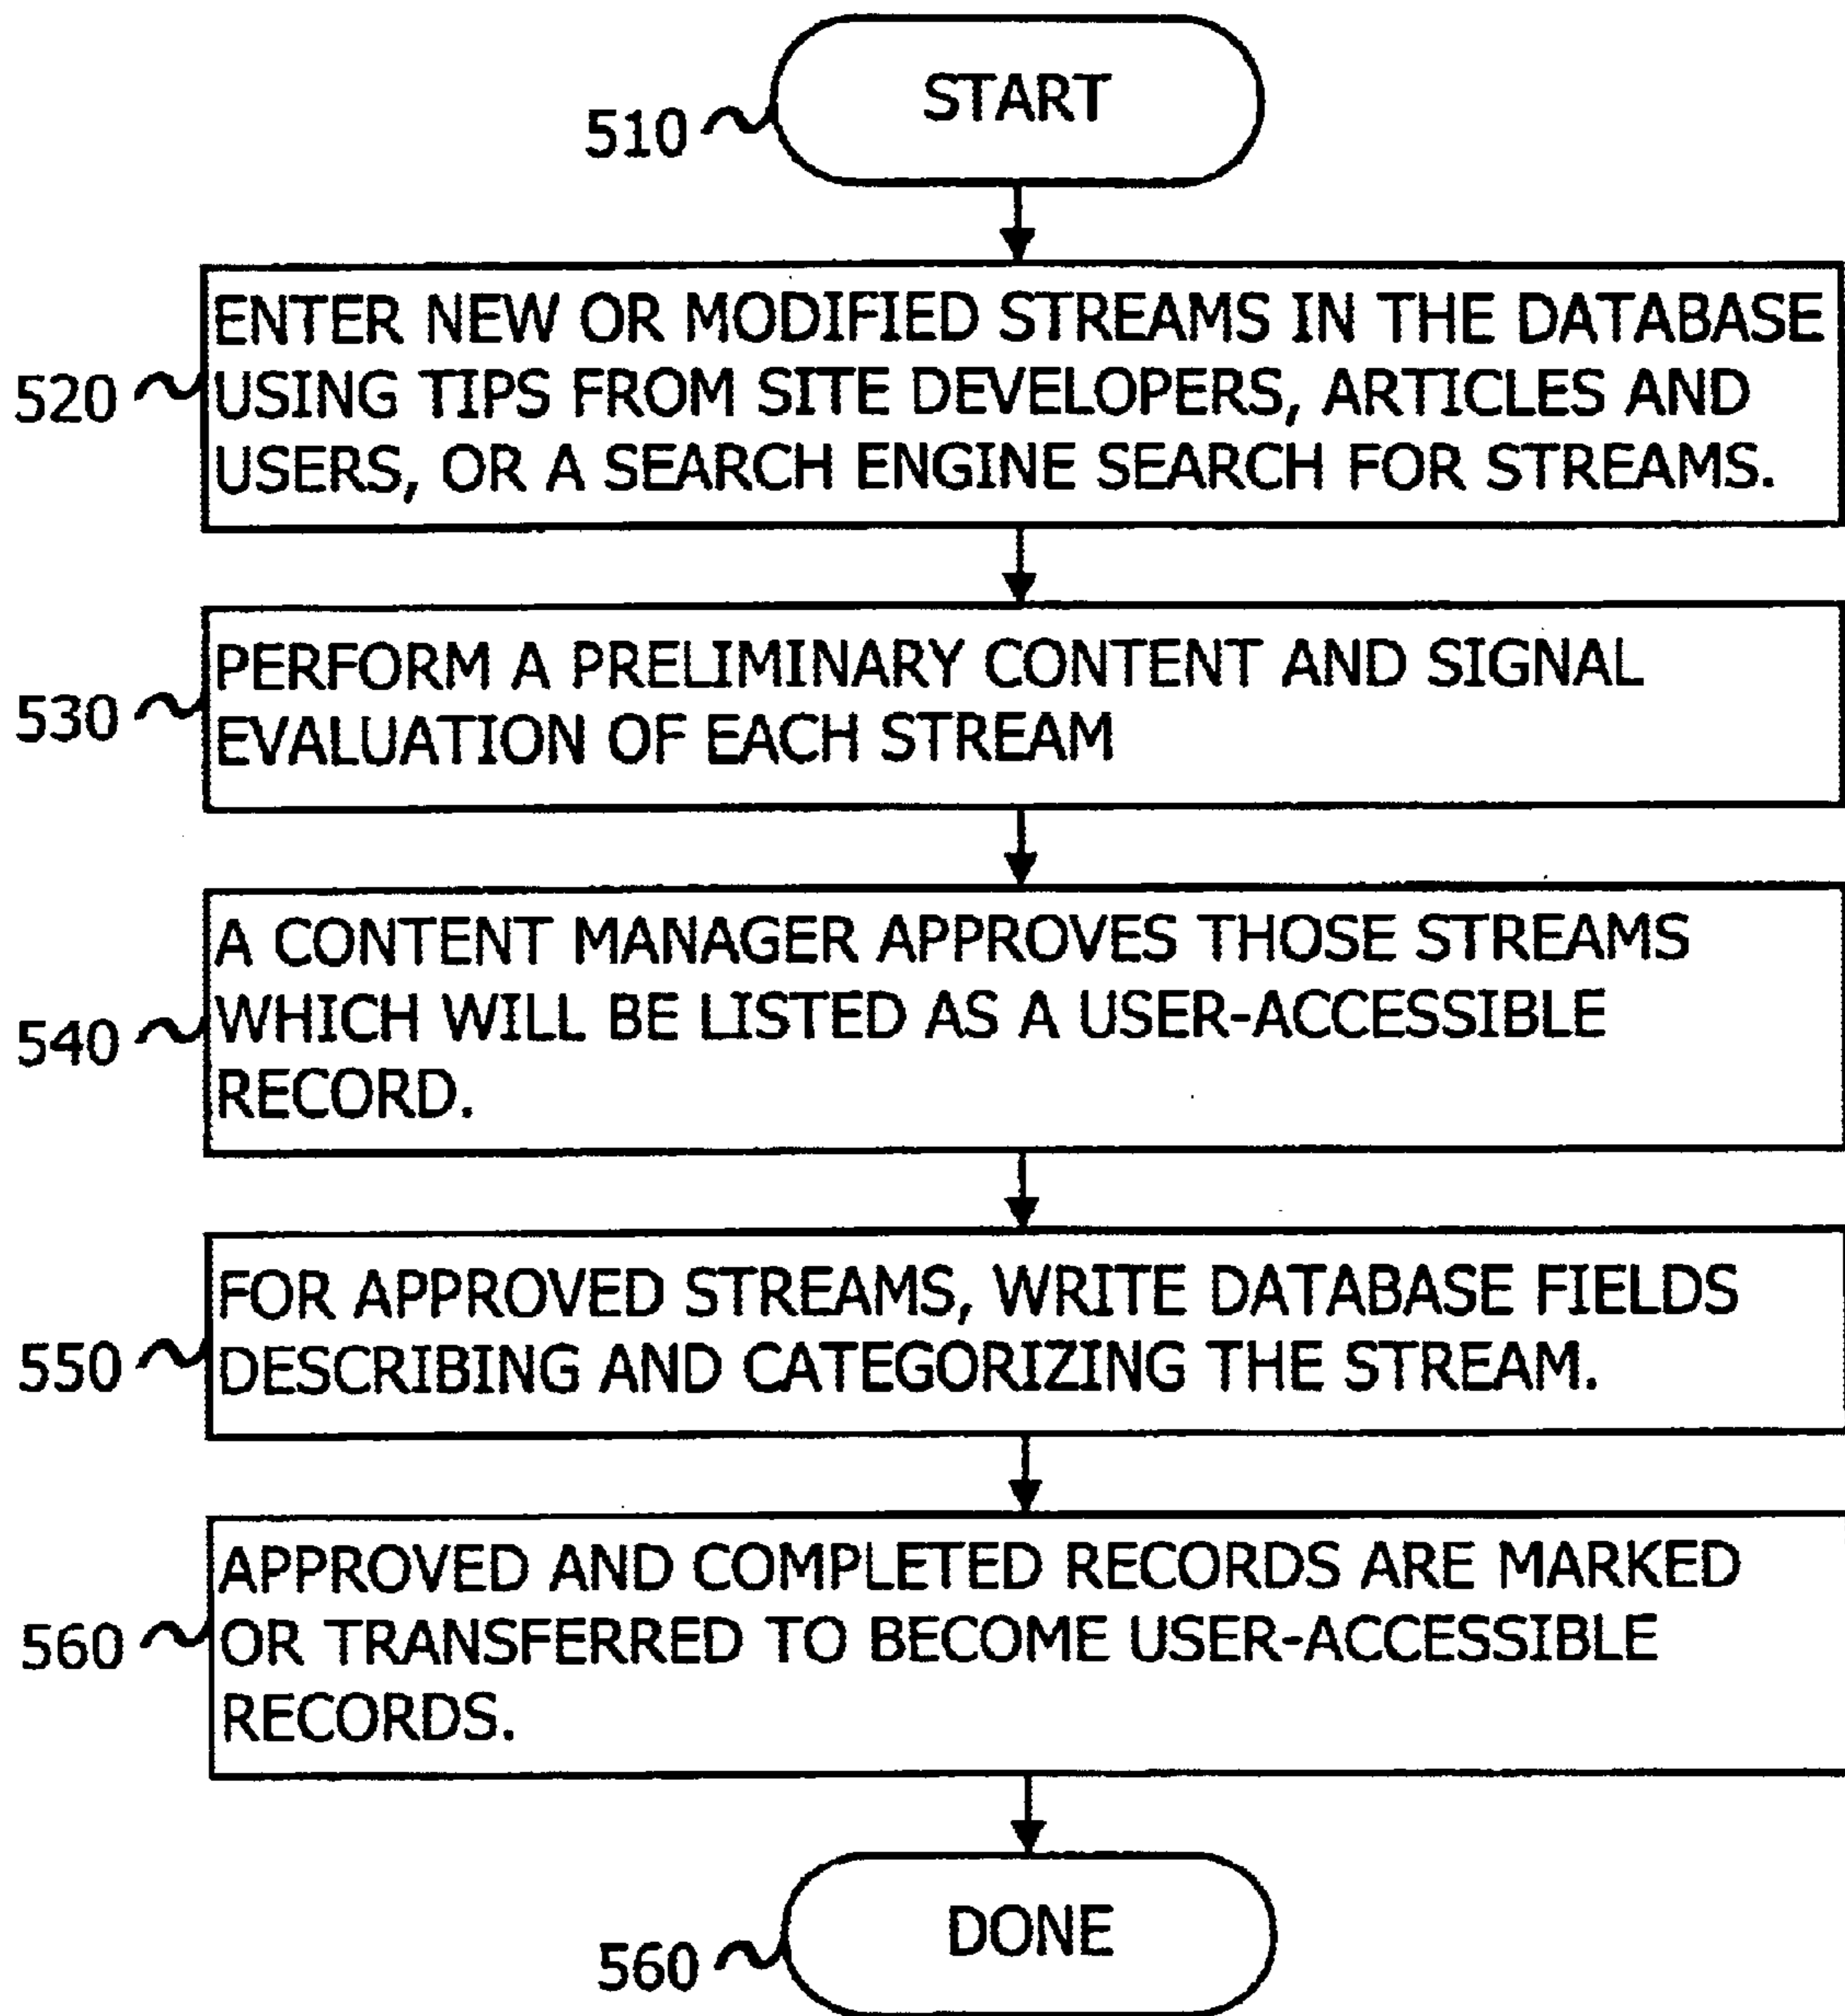 START
510
ENTER NEW OR MODIFIED STREAMS IN THE DATABASE
520
USING TIPS FROM SITE DEVELOPERS, ARTICLES AND
USERS, OR A SEARCH ENGINE SEARCH FOR STREAMS.
PERFORM A PRELIMINARY CONTENT AND SIGNAL
530
EVALUATION OF EACH STREAM
A CONTENT MANAGER APPROVES THOSE STREAMS
540
WHICH WILL BE LISTED AS A USER-ACCESSIBLE
RECORD.
FOR APPROVED STREAMS, WRITE DATABASE FIELDS
550
DESCRIBING AND CATEGORIZING THE STREAM.
APPROVED AND COMPLETED RECORDS ARE MARKED
560
OR TRANSFERRED TO BECOME USER-ACCESSIBLE
RECORDS.
DONE
560